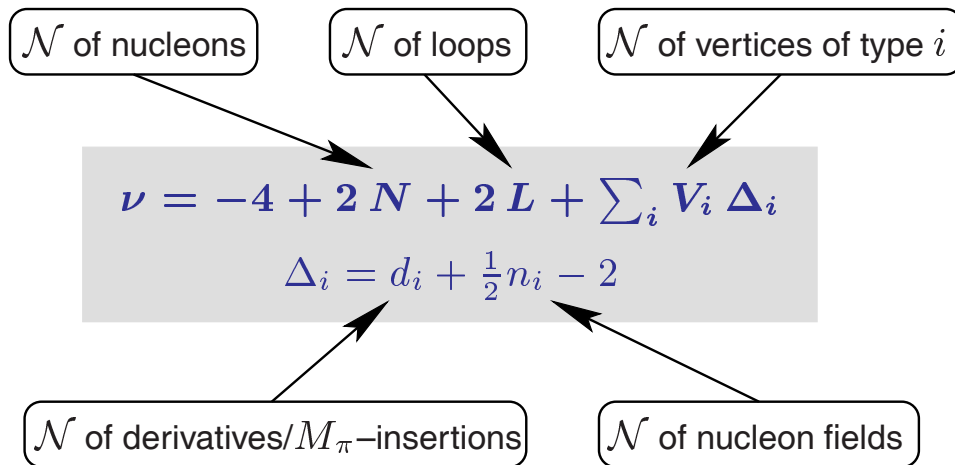 𝒩 of nucleons
𝒩 of loops
𝒩 of vertices of type i
ν = −4 + 2 N + 2 L + ∑ᵢ Vᵢ Δᵢ
Δᵢ = dᵢ + ½nᵢ − 2
𝒩 of derivatives/M_π−insertions
𝒩 of nucleon fields